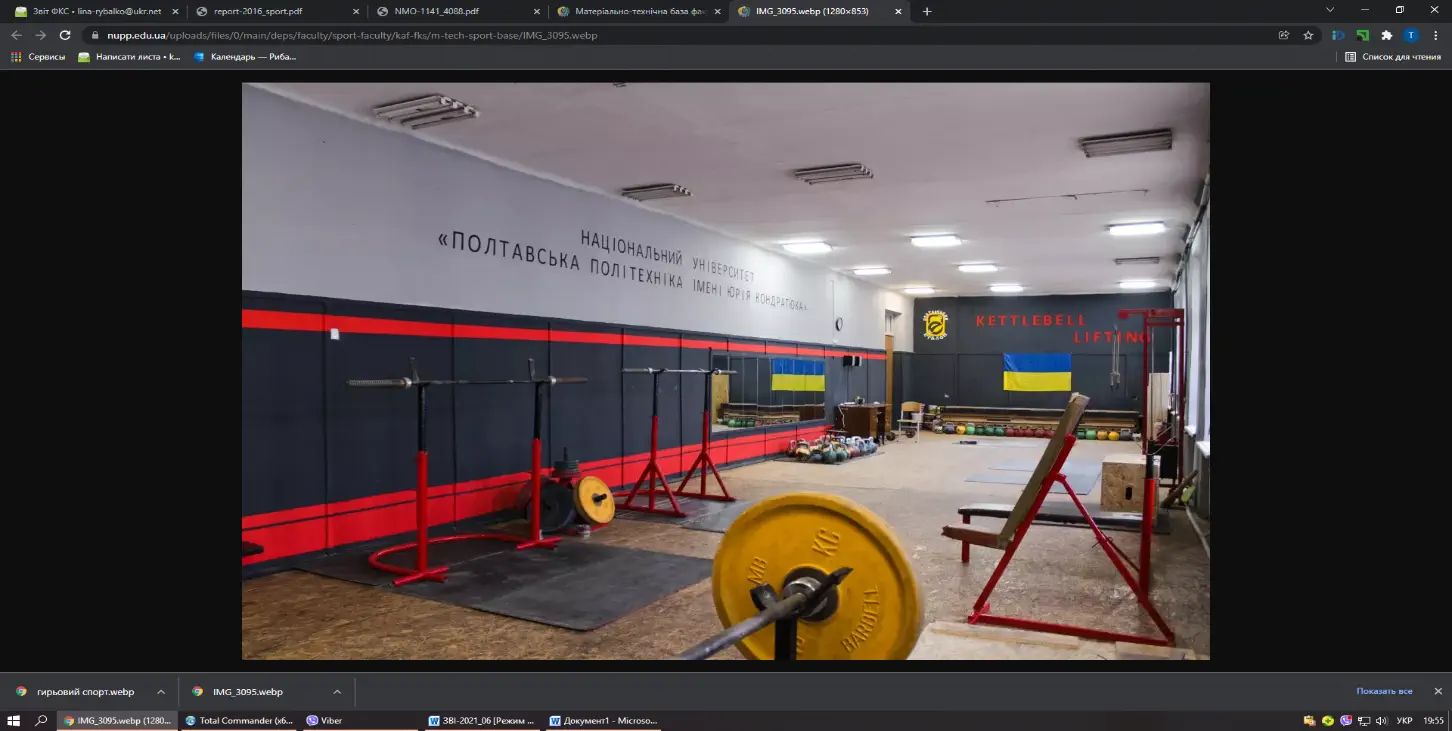 Звіт ФКС • lina-rybalko@ukr.net
report-2016_sport.pdf
NMO-1141_4088.pdf
Матеріально-технічна база фа
IMG_3095.webp (1280×853)
nupp.edu.ua/uploads/files/0/main/deps/faculty/sport-faculty/kaf-fks/m-tech-sport-base/IMG_3095.webp
Сервисы
Написати листа • k...
Календарь — Риба...
Список для чтения
НАЦІОНАЛЬНИЙ УНІВЕРСИТЕТ
«ПОЛТАВСЬКА ПОЛІТЕХНІКА ІМЕНІ ЮРІЯ КОНДРАТЮКА»
KETTLEBELL
LIFTING
КС
МВ
BARBELL
гирьовий спорт.webp
IMG_3095.webp
Показать все
IMG_3095.webp (1280...
Total Commander (x6...
Viber
ЗВІ-2021_06 [Режим ...
Документ1 - Microso...
УКР
19:55